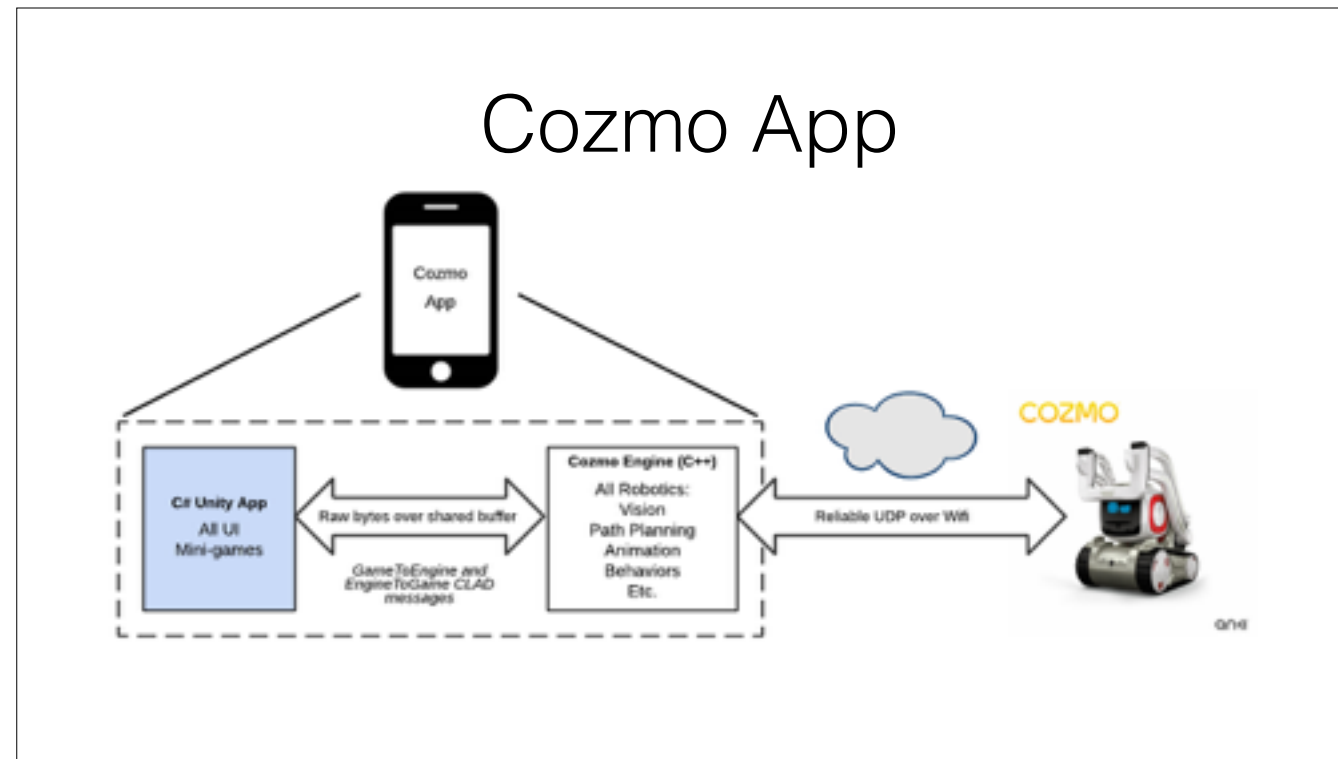 Cozmo App
Cozmo
App
C# Unity App
All UI
Mini-games
Raw bytes over shared buffer
GameToEngine and
EngineToGame CLAD
messages
Cozmo Engine (C++)
All Robotics:
Vision
Path Planning
Animation
Behaviors
Etc.
Reliable UDP over Wifi
COZMO
anki